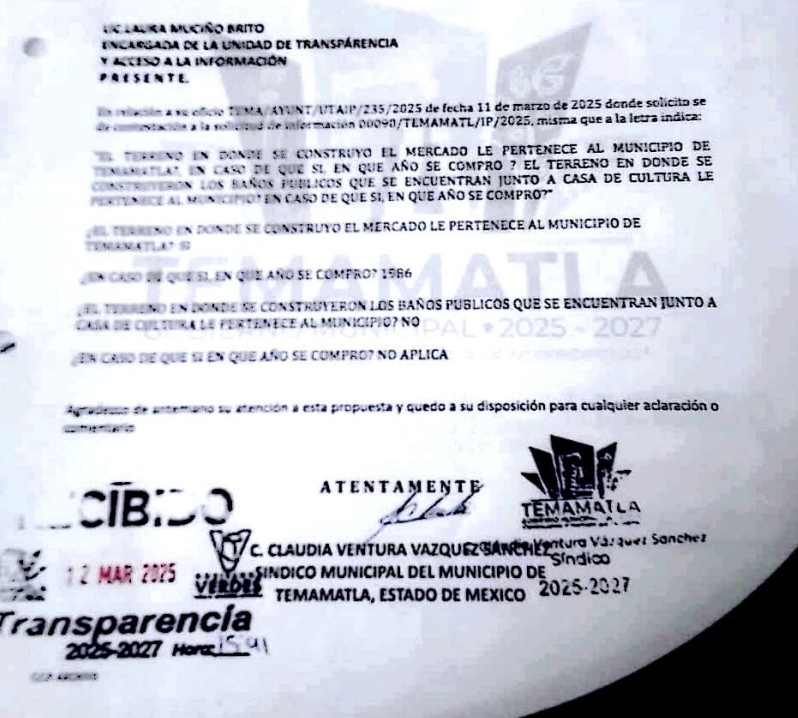 LIC. LAURA MUCIÑO BRITO
ENCARGADA DE LA UNIDAD DE TRANSPARENCIA
Y ACCESO A LA INFORMACIÓN
PRESENTE.
En relación a su oficio TEMA/AYUNT/UTAIP/235/2025 de fecha 11 de marzo de 2025 donde solicito se
de contestación a la solicitud de información 00090/TEMAMATL/IP/2025, misma que a la letra indica:
"EL TERRENO EN DONDE SE CONSTRUYO EL MERCADO LE PERTENECE AL MUNICIPIO DE
TEMAMATLA?, EN CASO DE QUE SI, EN QUE AÑO SE COMPRO ? EL TERRENO EN DONDE SE
CONSTRUYERON LOS BAÑOS PUBLICOS QUE SE ENCUENTRAN JUNTO A CASA DE CULTURA LE
PERTENECE AL MUNICIPIO? EN CASO DE QUE SI, EN QUE AÑO SE COMPRO?"
¿EL TERRENO EN DONDE SE CONSTRUYO EL MERCADO LE PERTENECE AL MUNICIPIO DE
TEMAMATLA? SI
¿EN CASO DE QUE SI, EN QUE AÑO SE COMPRO? 1986
¿EL TERRENO EN DONDE SE CONSTRUYERON LOS BAÑOS PUBLICOS QUE SE ENCUENTRAN JUNTO A
CASA DE CULTURA LE PERTENECE AL MUNICIPIO? NO
¿EN CASO DE QUE SI EN QUE AÑO SE COMPRO? NO APLICA
TEMAMATLA
GOBIERNO MUNICIPAL • 2025 - 2027
Agradezco de antemano su atención a esta propuesta y quedo a su disposición para cualquier aclaración o
comentario
ATENTAMENTE
TEMAMATLA
C. CLAUDIA VENTURA VAZQUEZ SANCHEZ
SINDICO MUNICIPAL DEL MUNICIPIO DE
TEMAMATLA, ESTADO DE MEXICO
Ventura Vázquez Sanchez
Síndico
2025-2027
RECIBIDO
12 MAR 2025
VERDES
Transparencia
2025-2027 Hora: 15:41
CCP ARCHIVO